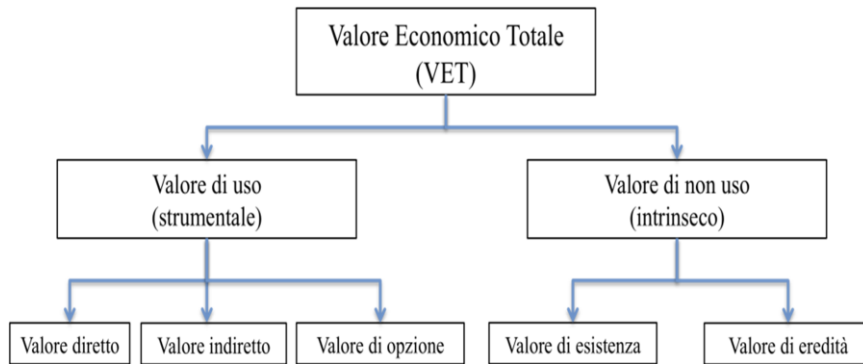 Valore Economico Totale
(VET)
Valore di uso
(strumentale)
Valore di non uso
(intrinseco)
Valore diretto
Valore indiretto
Valore di opzione
Valore di esistenza
Valore di eredità